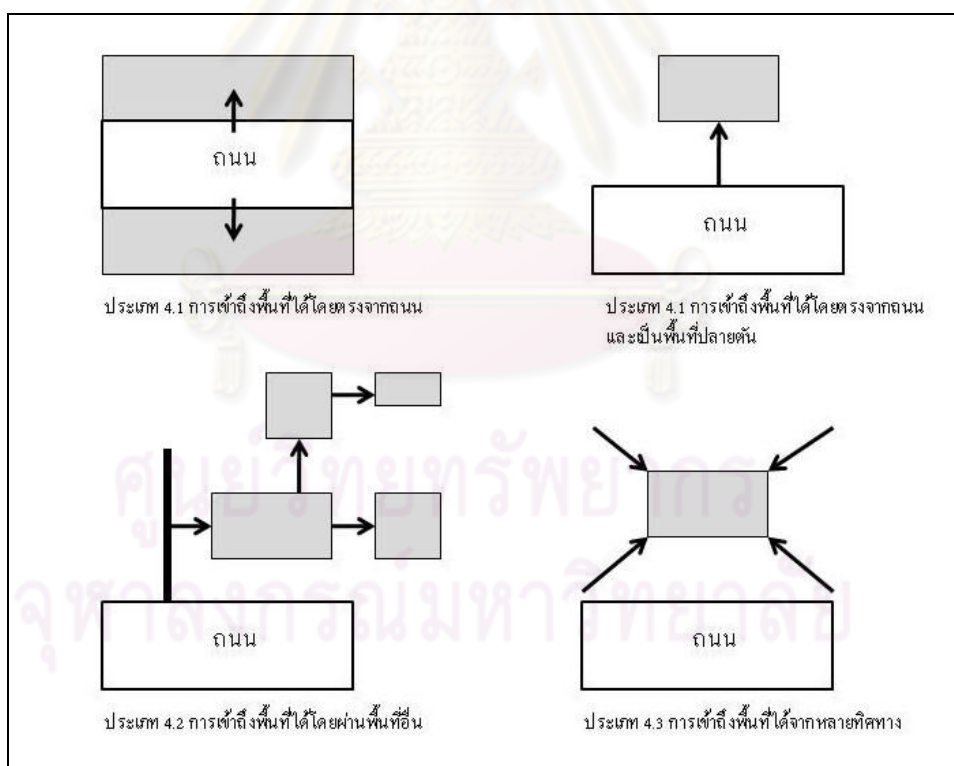 ถนน
ถนน
ประเภท 4.1 การเข้าถึงพื้นที่ได้โดยตรงจากถนน
ประเภท 4.1 การเข้าถึงพื้นที่ได้โดยตรงจากถนน
และเป็นพื้นที่ปลายตัน
ศูนย์วิทยทรัพยากร
จุฬาลงกรณ์มหาวิทยาลัย
ถนน
ถนน
ประเภท 4.2 การเข้าถึงพื้นที่ได้โดยผ่านพื้นที่อื่น
ประเภท 4.3 การเข้าถึงพื้นที่ได้จากหลายทิศทาง